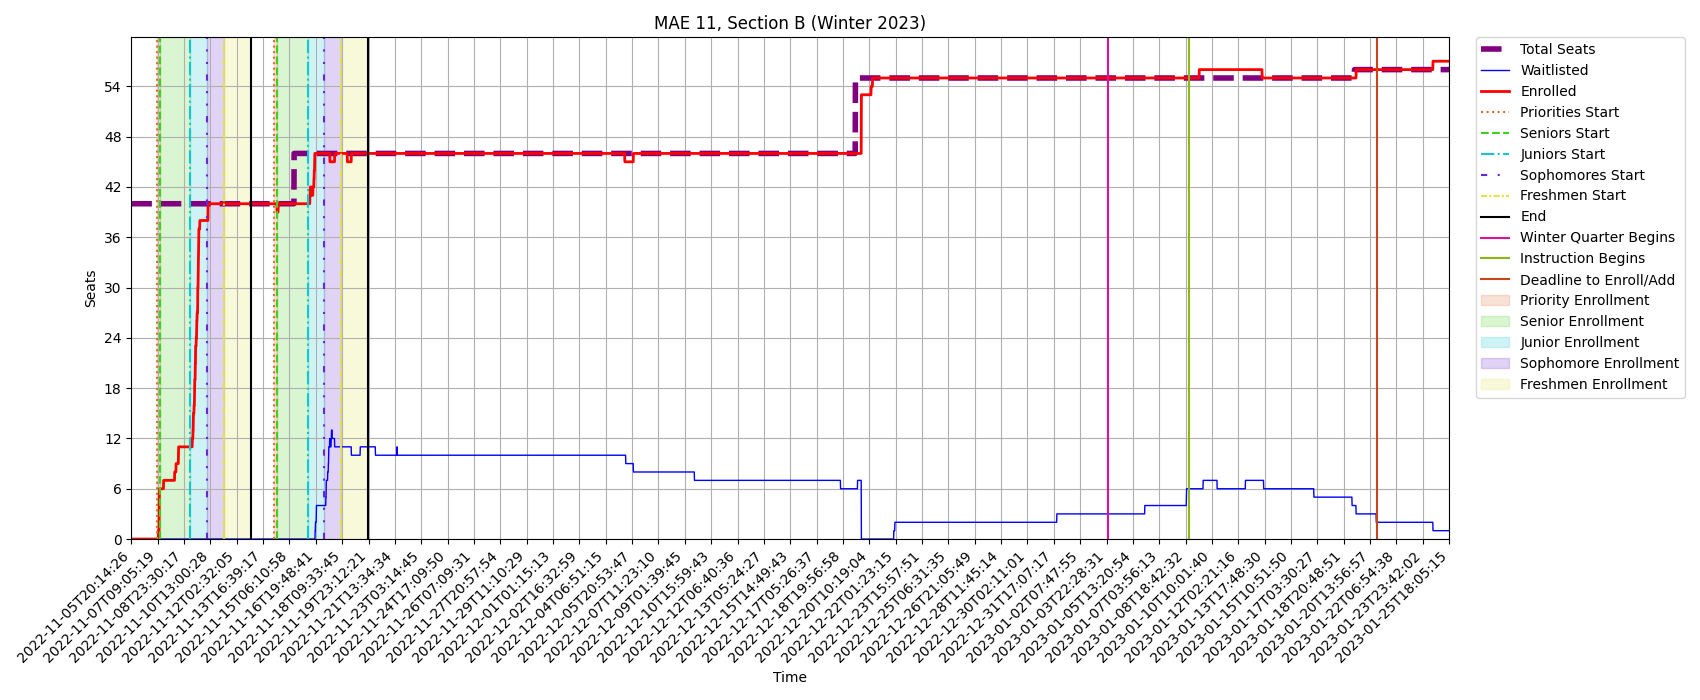 MAE 11, Section B (Winter 2023)
Seats
54
48
42
36
30
24
18
12
6
0
2022-11-05T20:14:26
2022-11-07T09:05:19
2022-11-08T23:30:17
2022-11-10T13:00:28
2022-11-12T02:32:05
2022-11-13T16:39:17
2022-11-15T06:10:58
2022-11-16T19:48:41
2022-11-18T09:33:45
2022-11-19T23:12:21
2022-11-21T13:34:34
2022-11-23T03:14:45
2022-11-24T17:09:50
2022-11-26T07:09:31
2022-11-27T20:57:54
2022-11-29T11:10:29
2022-12-01T01:15:13
2022-12-02T16:32:59
2022-12-04T06:51:15
2022-12-05T20:53:47
2022-12-07T11:23:10
2022-12-09T01:39:45
2022-12-10T15:59:43
2022-12-12T06:40:36
2022-12-13T05:24:27
2022-12-15T14:49:43
2022-12-17T05:26:37
2022-12-18T19:56:58
2022-12-20T10:19:04
2022-12-22T01:23:15
2022-12-23T15:57:51
2022-12-25T06:31:35
2022-12-26T21:05:49
2022-12-28T11:45:14
2022-12-30T02:11:01
2022-12-31T17:07:17
2023-01-02T07:47:55
2023-01-03T22:28:31
2023-01-05T13:20:54
2023-01-07T03:56:13
2023-01-08T18:42:32
2023-01-10T10:01:40
2023-01-12T02:21:16
2023-01-13T17:48:30
2023-01-15T10:51:50
2023-01-17T03:30:27
2023-01-18T20:48:51
2023-01-20T13:56:57
2023-01-22T06:54:38
2023-01-23T23:42:02
2023-01-25T18:05:15
Time
Total Seats
Waitlisted
Enrolled
Priorities Start
Seniors Start
Juniors Start
Sophomores Start
Freshmen Start
End
Winter Quarter Begins
Instruction Begins
Deadline to Enroll/Add
Priority Enrollment
Senior Enrollment
Junior Enrollment
Sophomore Enrollment
Freshmen Enrollment